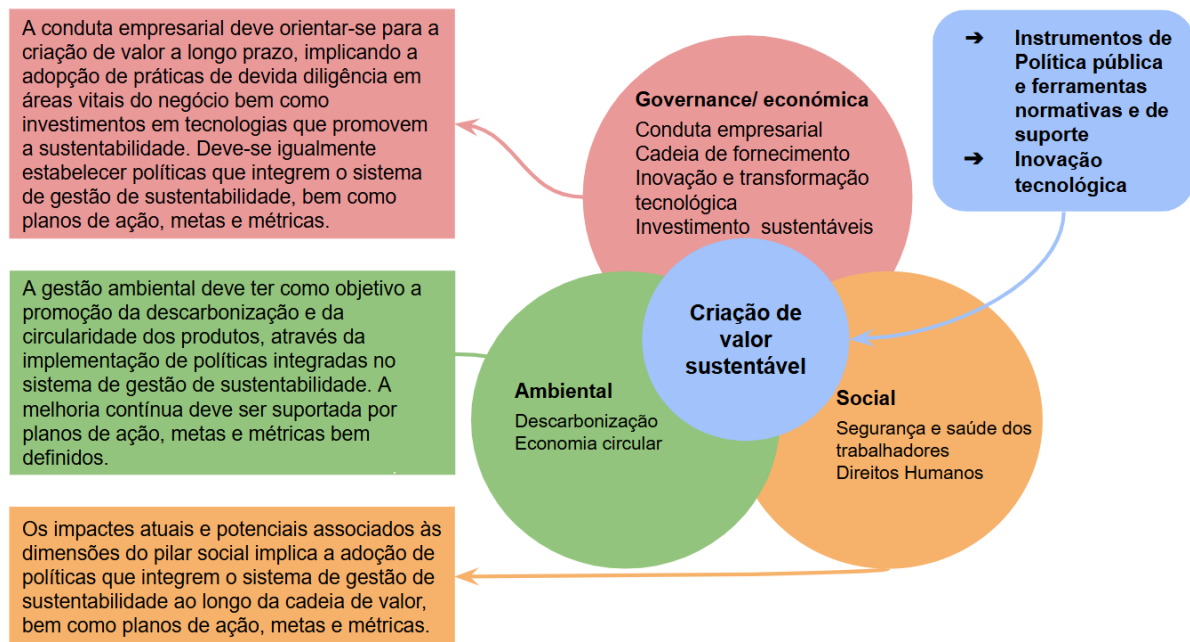 A conduta empresarial deve orientar-se para a
criação de valor a longo prazo, implicando a
adopção de práticas de devida diligência em
áreas vitais do negócio bem como
investimentos em tecnologias que promovem
a sustentabilidade. Deve-se igualmente
estabelecer políticas que integrem o sistema
de gestão de sustentabilidade, bem como
planos de ação, metas e métricas.
A gestão ambiental deve ter como objetivo a
promoção da descarbonização e da
circularidade dos produtos, através da
implementação de políticas integradas no
sistema de gestão de sustentabilidade. A
melhoria contínua deve ser suportada por
planos de ação, metas e métricas bem
definidos.
Os impactes atuais e potenciais associados às
dimensões do pilar social implica a adoção de
políticas que integrem o sistema de gestão de
sustentabilidade ao longo da cadeia de valor,
bem como planos de ação, metas e métricas.
Governance/ económica
Conduta empresarial
Cadeia de fornecimento
Inovação e transformação
tecnológica
Investimento sustentáveis
Criação de
valor
sustentável
Ambiental
Descarbonização
Economia circular
Social
Segurança e saúde dos
trabalhadores
Direitos Humanos
➔ Instrumentos de
Política pública
e ferramentas
normativas e de
suporte
➔ Inovação
tecnológica